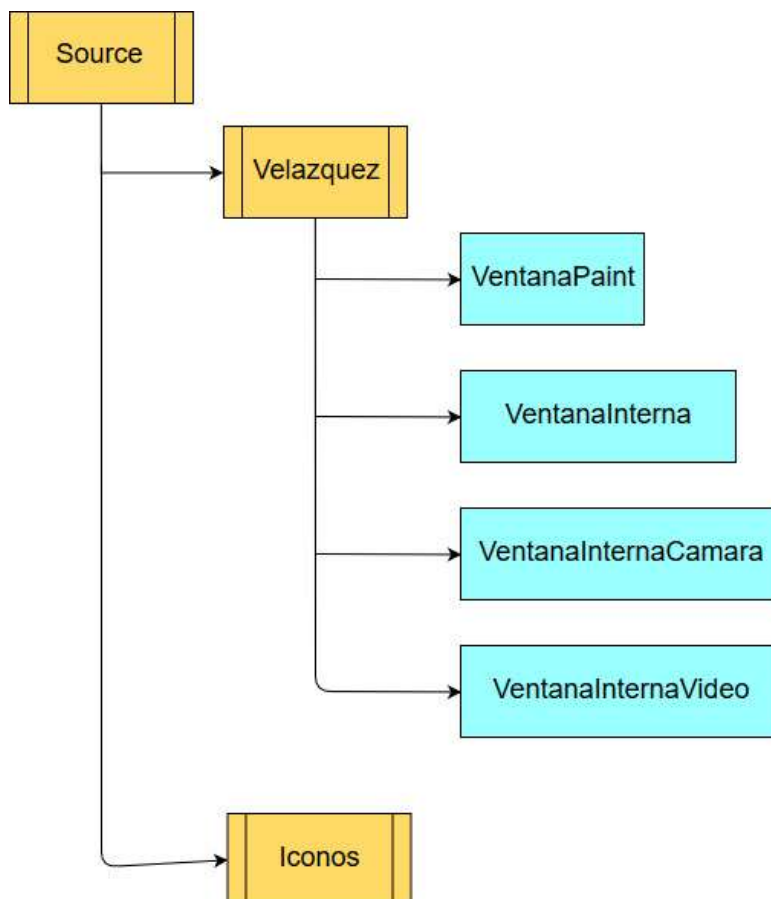 Source
Velazquez
VentanaPaint
VentanaInterna
VentanaInternaCamara
VentanaInternaVideo
Iconos